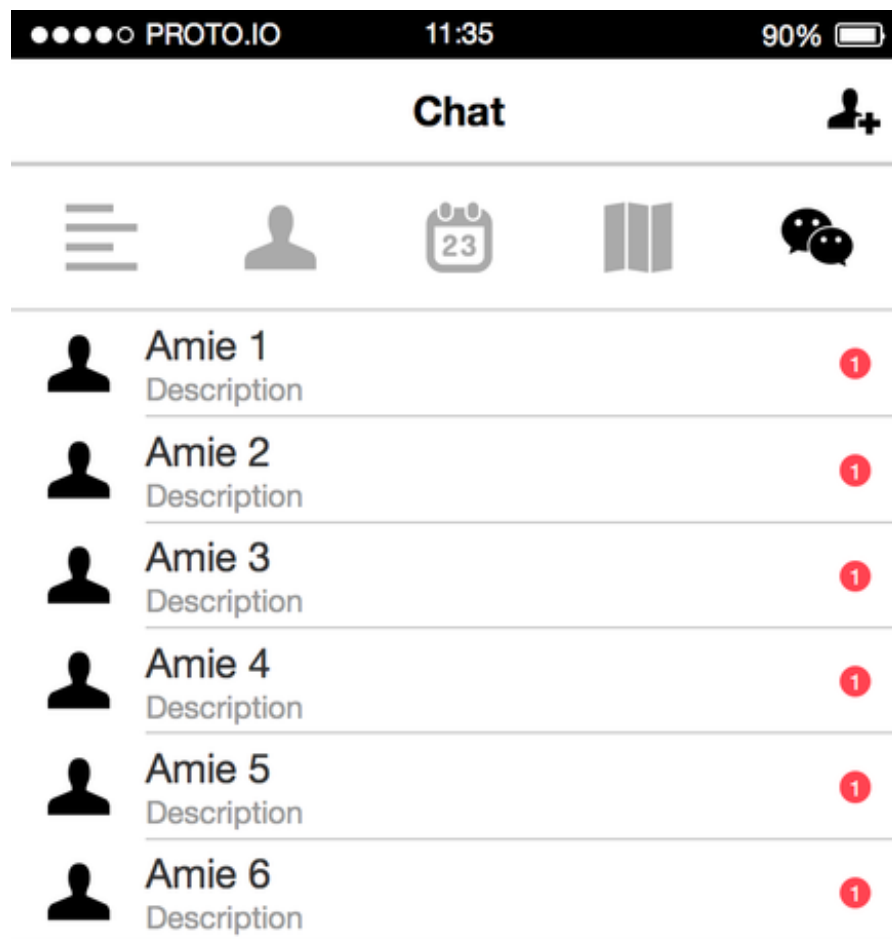 PROTO.IO 11:35 90%
Chat
23
Amie 1
Description
1
Amie 2
Description
1
Amie 3
Description
1
Amie 4
Description
1
Amie 5
Description
1
Amie 6
Description
1